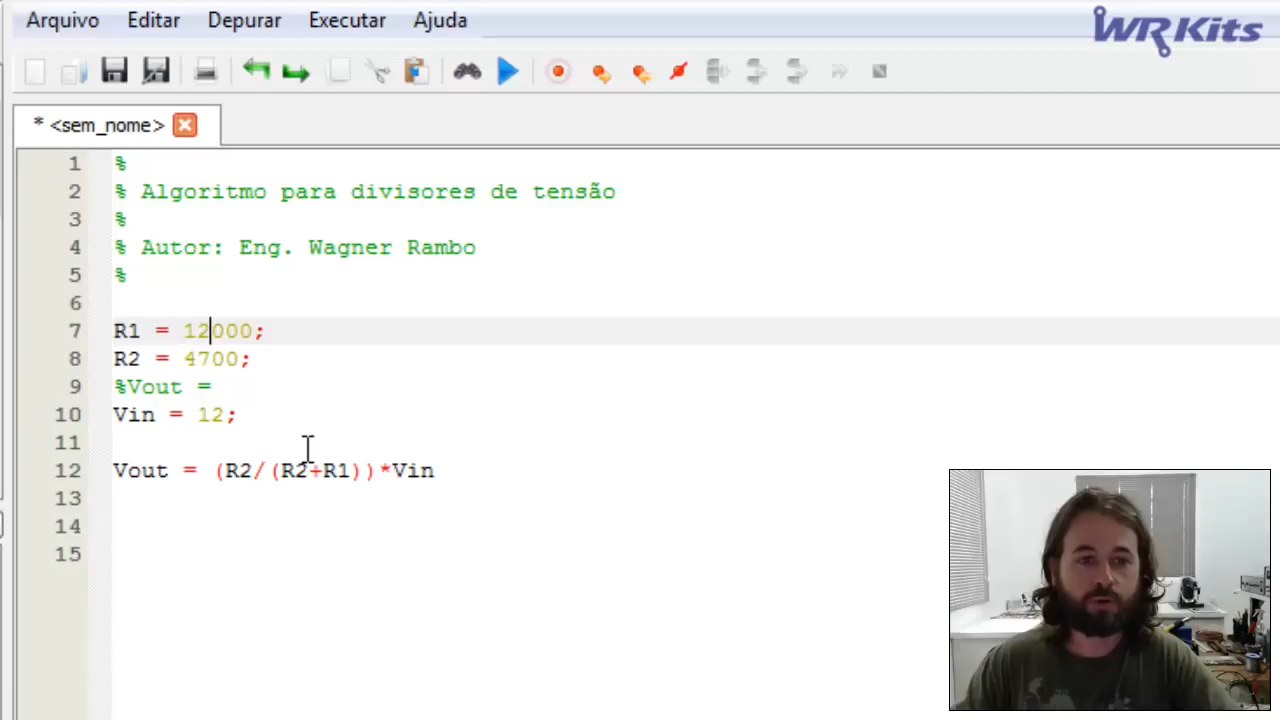 Arquivo Editar Depurar Executar Ajuda
WR Kits
* <sem_nome>
1 %
2 % Algoritmo para divisores de tensão
3 %
4 % Autor: Eng. Wagner Rambo
5 %
6
7 R1 = 12000;
8 R2 = 4700;
9 %Vout =
10 Vin = 12;
11
12 Vout = (R2/(R2+R1))*Vin
13
14
15